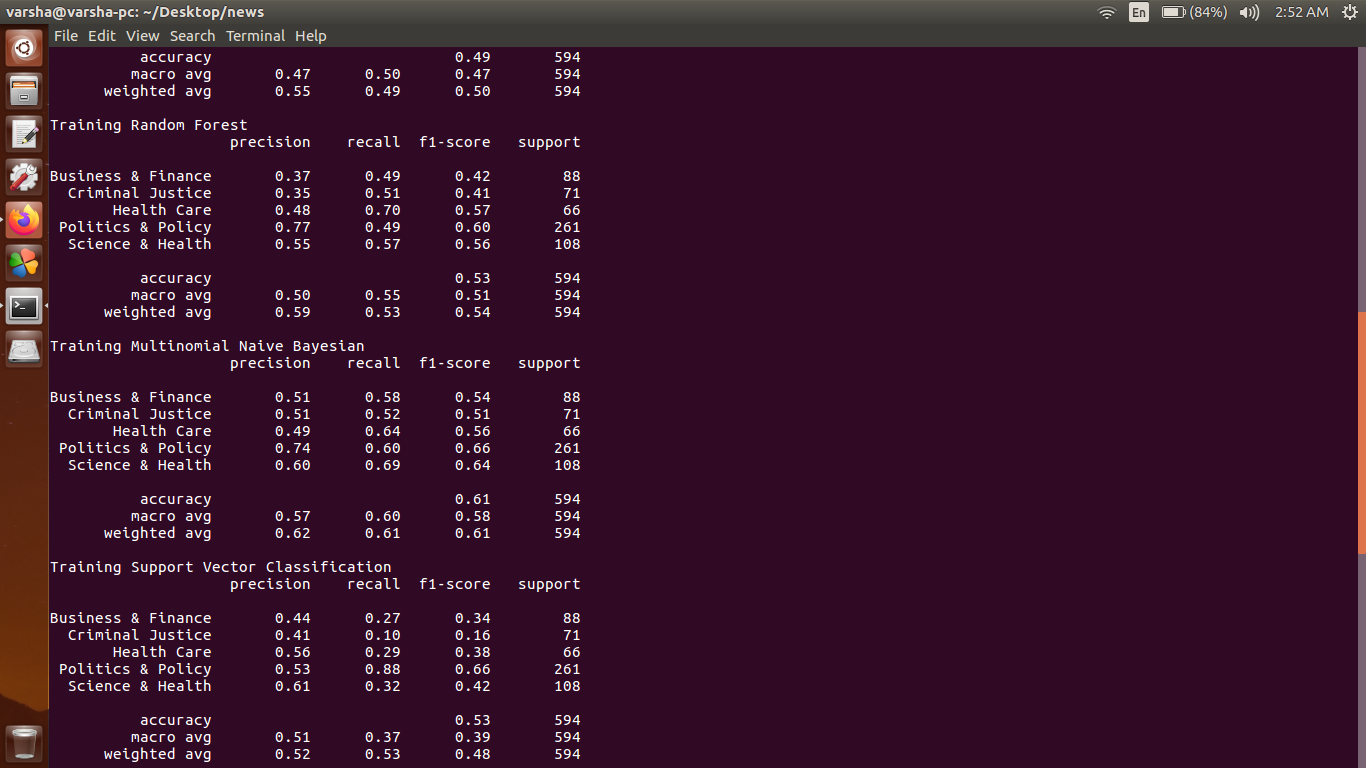 varsha@varsha-pc: ~/Desktop/news En (84%) 2:52 AM
File Edit View Search Terminal Help
accuracy 0.49 594
macro avg 0.47 0.50 0.47 594
weighted avg 0.55 0.49 0.50 594
Training Random Forest
precision recall f1-score support
Business & Finance 0.37 0.49 0.42 88
Criminal Justice 0.35 0.51 0.41 71
Health Care 0.48 0.70 0.57 66
Politics & Policy 0.77 0.49 0.60 261
Science & Health 0.55 0.57 0.56 108
accuracy 0.53 594
macro avg 0.50 0.55 0.51 594
weighted avg 0.59 0.53 0.54 594
Training Multinomial Naive Bayesian
precision recall f1-score support
Business & Finance 0.51 0.58 0.54 88
Criminal Justice 0.51 0.52 0.51 71
Health Care 0.49 0.64 0.56 66
Politics & Policy 0.74 0.60 0.66 261
Science & Health 0.60 0.69 0.64 108
accuracy 0.61 594
macro avg 0.57 0.60 0.58 594
weighted avg 0.62 0.61 0.61 594
Training Support Vector Classification
precision recall f1-score support
Business & Finance 0.44 0.27 0.34 88
Criminal Justice 0.41 0.10 0.16 71
Health Care 0.56 0.29 0.38 66
Politics & Policy 0.53 0.88 0.66 261
Science & Health 0.61 0.32 0.42 108
accuracy 0.53 594
macro avg 0.51 0.37 0.39 594
weighted avg 0.52 0.53 0.48 594